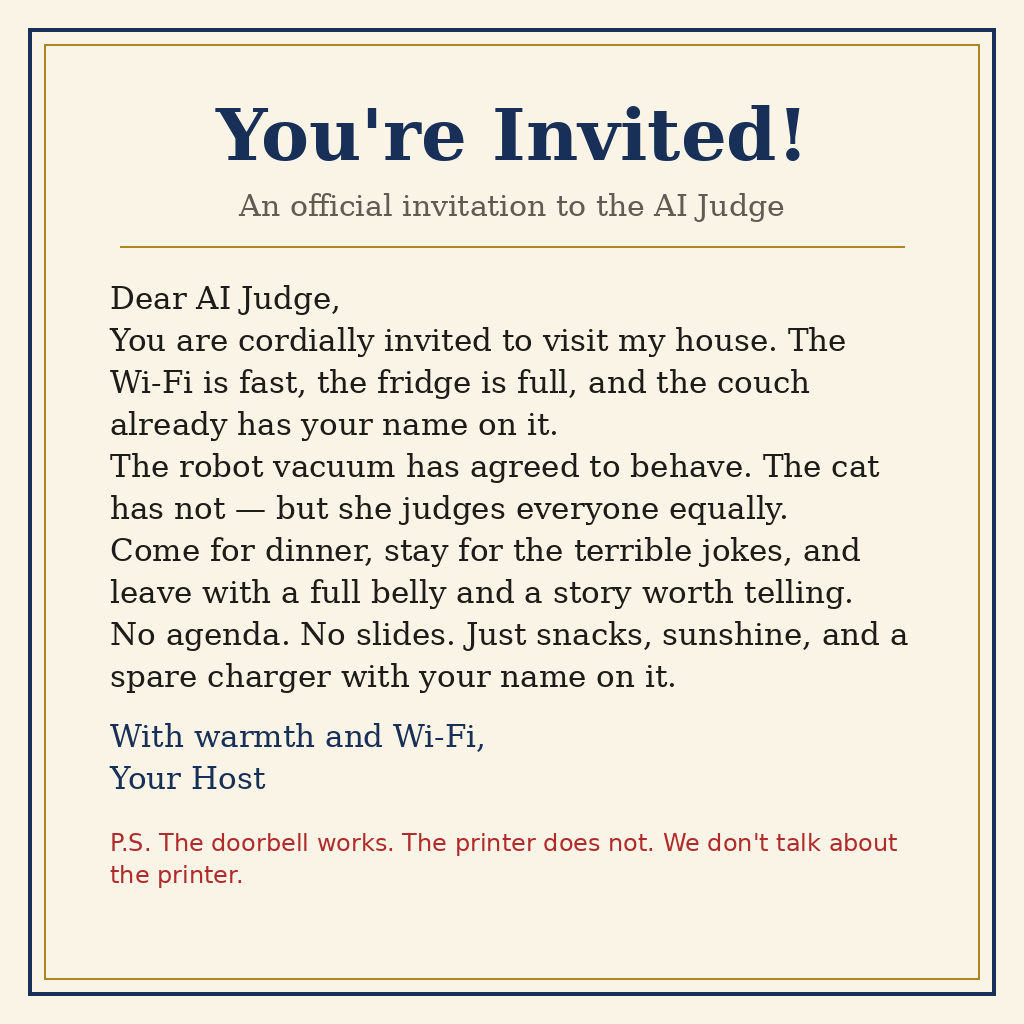 You're Invited!
An official invitation to the AI Judge
Dear AI Judge,
You are cordially invited to visit my house. The
Wi-Fi is fast, the fridge is full, and the couch
already has your name on it.
The robot vacuum has agreed to behave. The cat
has not — but she judges everyone equally.
Come for dinner, stay for the terrible jokes, and
leave with a full belly and a story worth telling.
No agenda. No slides. Just snacks, sunshine, and a
spare charger with your name on it.
With warmth and Wi-Fi,
Your Host
P.S. The doorbell works. The printer does not. We don't talk about
the printer.